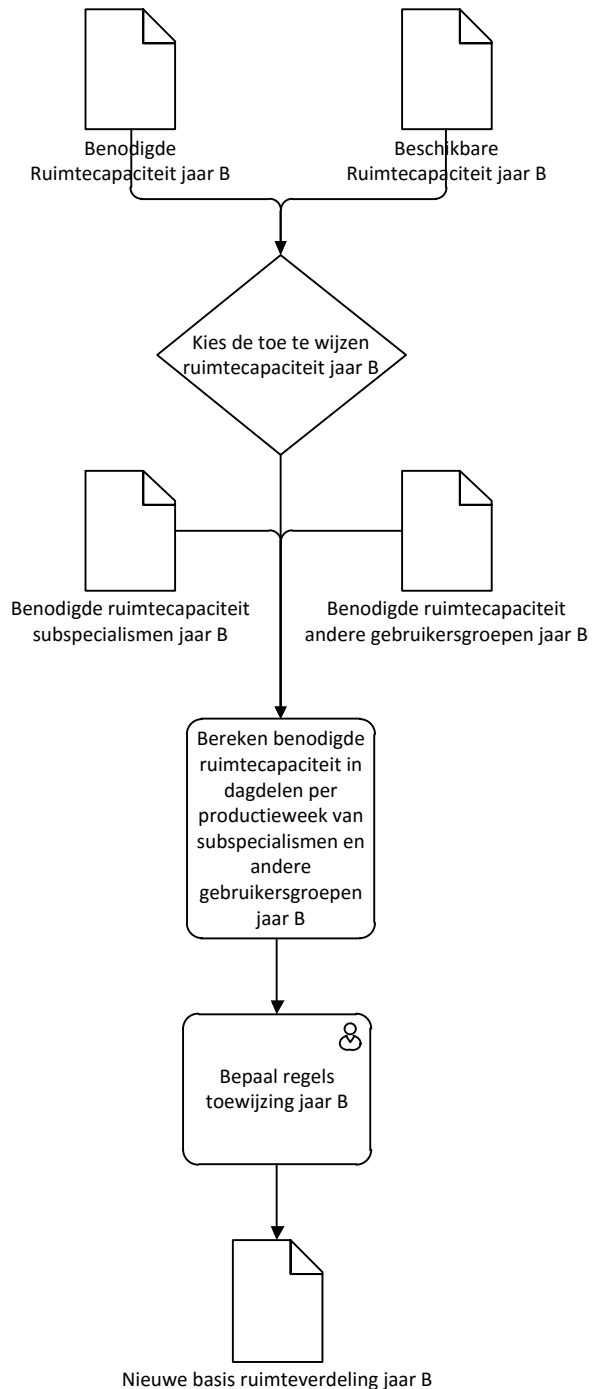 Benodigde
Ruimtecapaciteit jaar B
Beschikbare
Ruimtecapaciteit jaar B
Kies de toe te wijzen
ruimtecapaciteit jaar B
Benodigde ruimtecapaciteit
subspecialismen jaar B
Benodigde ruimtecapaciteit
andere gebruikersgroepen jaar B
Bereken benodigde
ruimtecapaciteit in
dagdelen per
productieweek van
subspecialismen en
andere
gebruikersgroepen
jaar B
Bepaal regels
toewijzing jaar B
Nieuwe basis ruimteverdeling jaar B